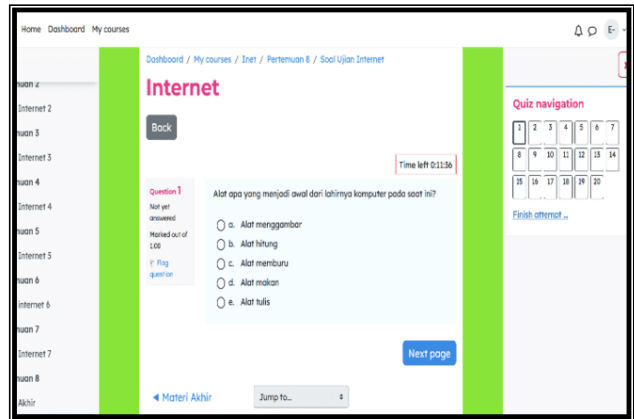 Home Dashboard My courses
E-
Internet 2
Internet 3
Internet 4
Internet 5
internet 6
Internet 7
Akhir
Dashboard / My courses / Inet / Pertemuan 8 / Soal Ujian Internet
Internet
Back
Time left 0:11:36
Question 1
Not yet
answered
Marked out of
1.00
Flag
question
Alat apa yang menjadi awal dari lahirnya komputer pada saat ini?
a. Alat menggambar
b. Alat hitung
c. Alat memburu
d. Alat makan
e. Alat tulis
Next page
Materi Akhir
Jump to...
Quiz navigation
1 2 3 4 5 6 7
8 9 10 11 12 13 14
15 16 17 18 19 20
Finish attempt ...